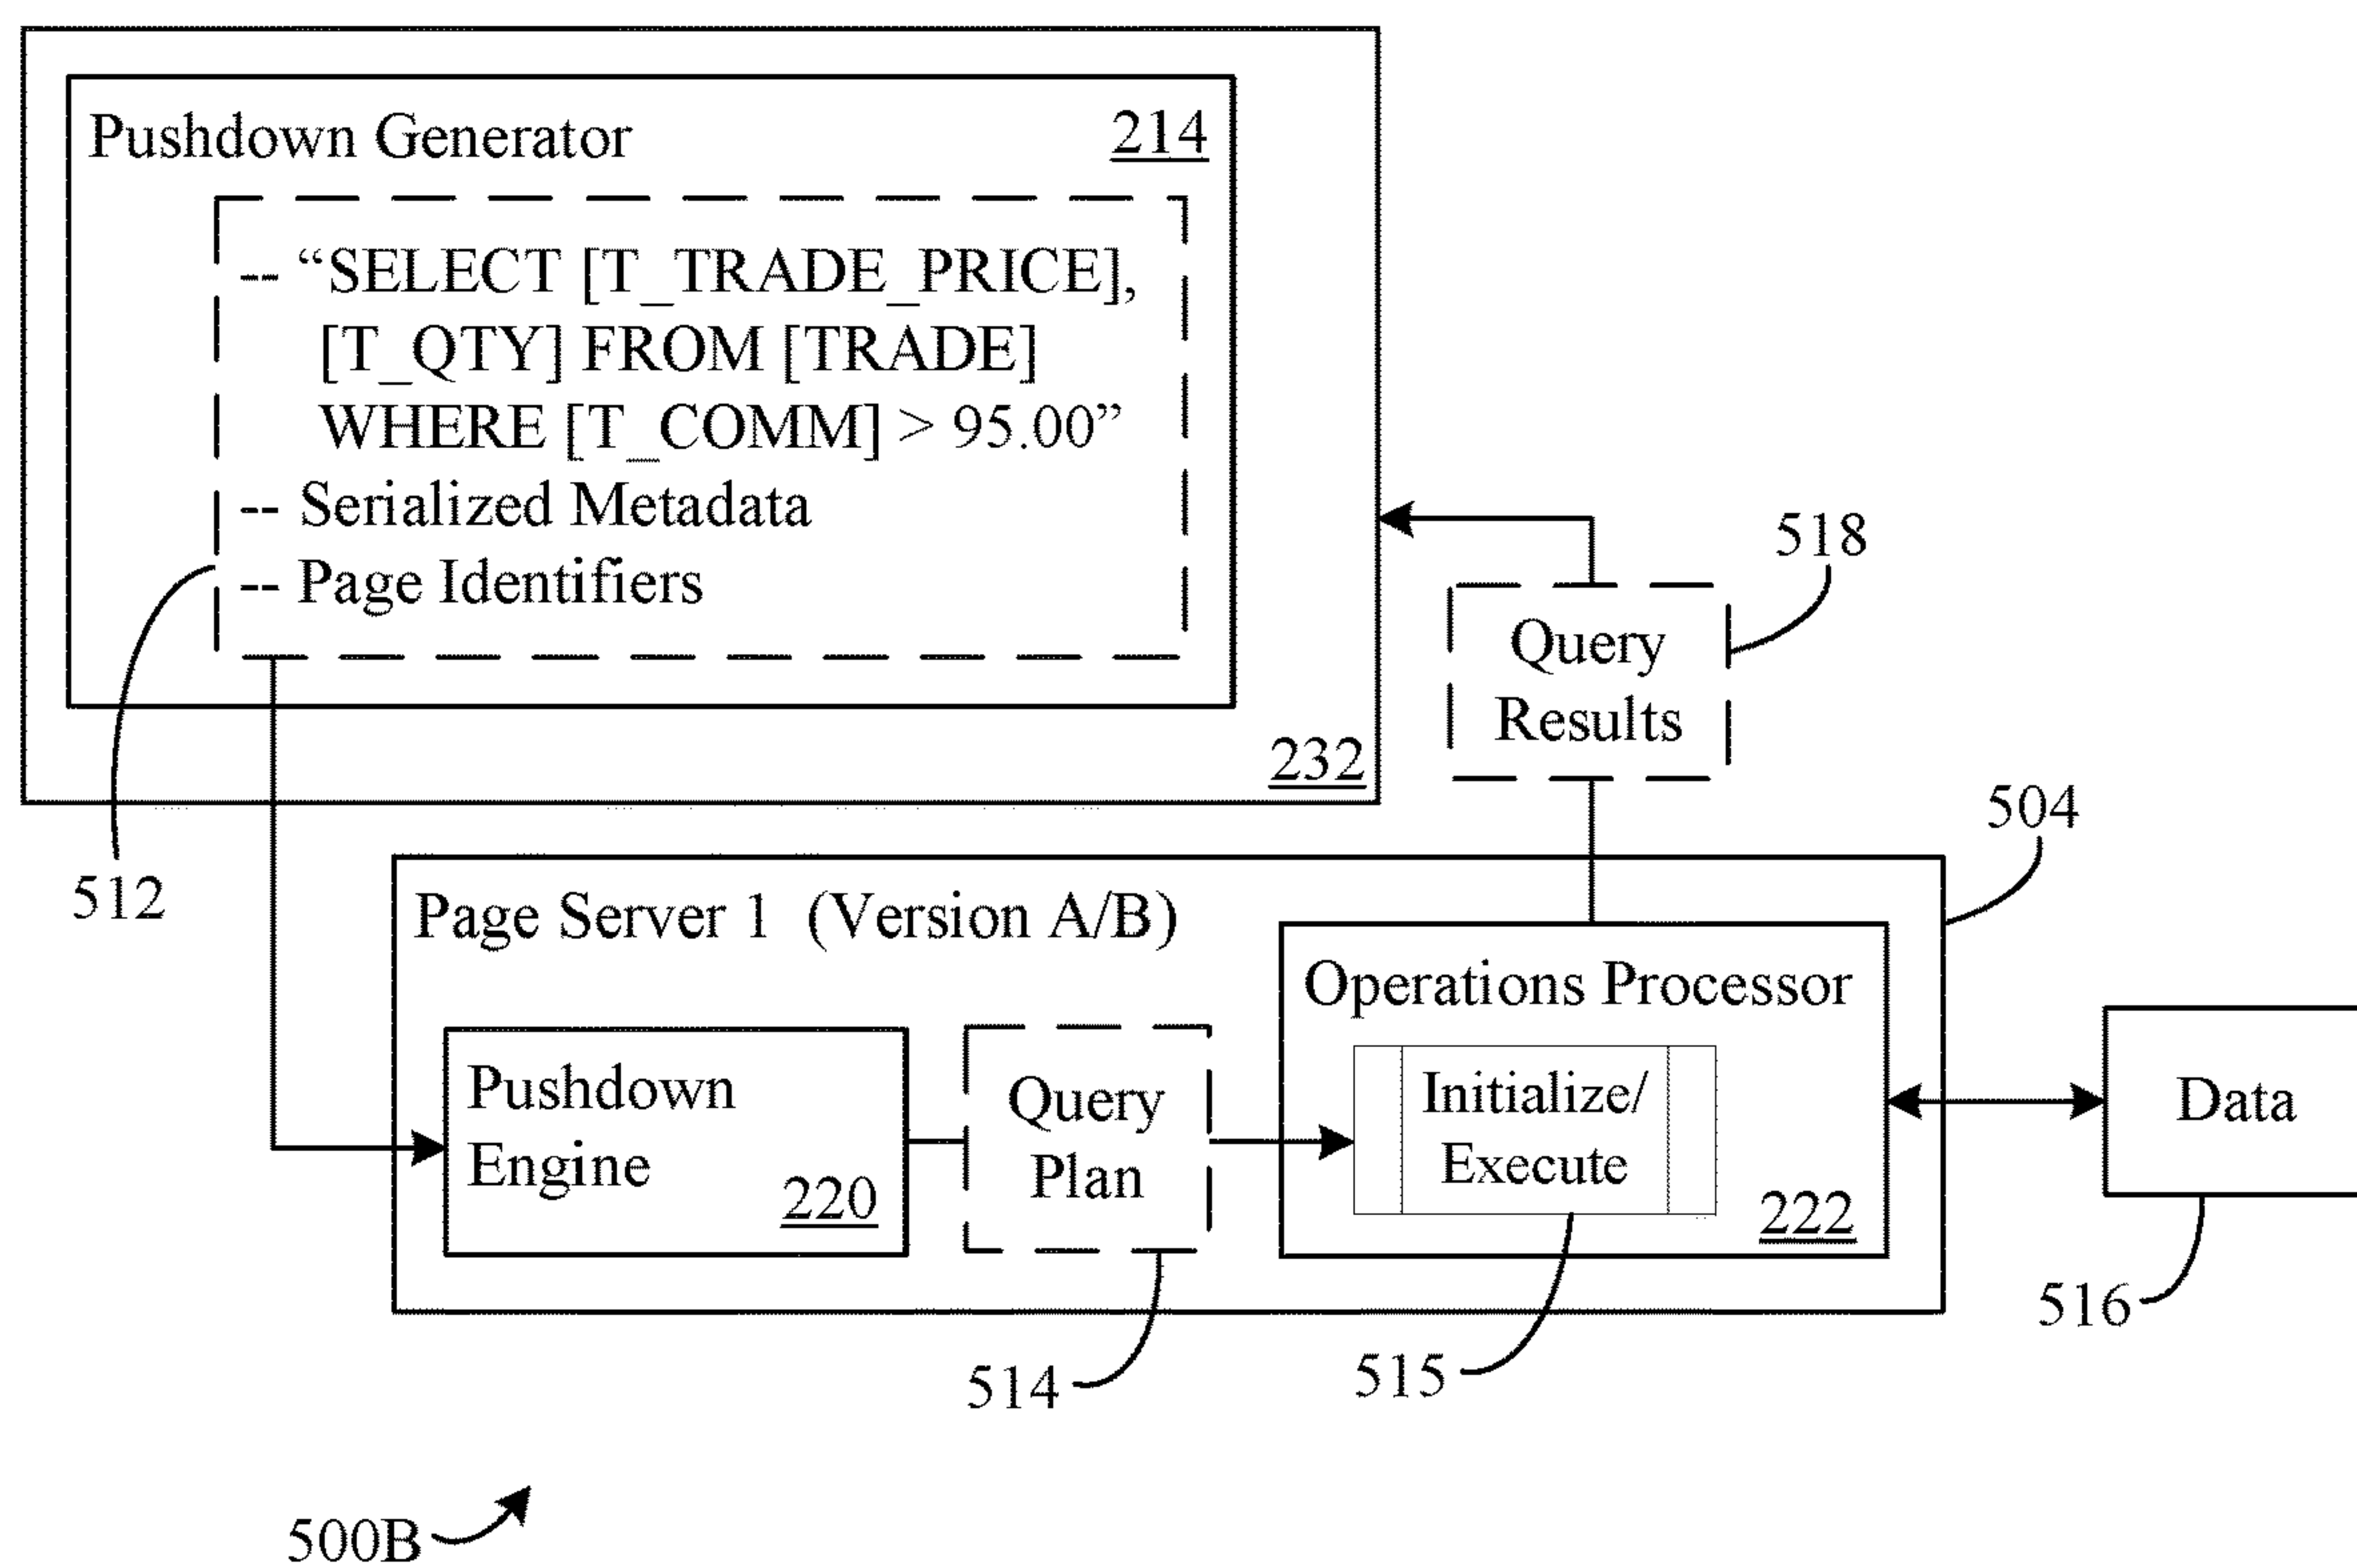 Pushdown Generator 214
-- “SELECT [T_TRADE_PRICE],
[T_QTY] FROM [TRADE]
WHERE [T_COMM] > 95.00”
-- Serialized Metadata
-- Page Identifiers
232
512
518
Query
Results
504
Page Server 1 (Version A/B)
Pushdown
Engine
220
Query
Plan
Operations Processor
Initialize/
Execute
222
Data
516
514
515
500B